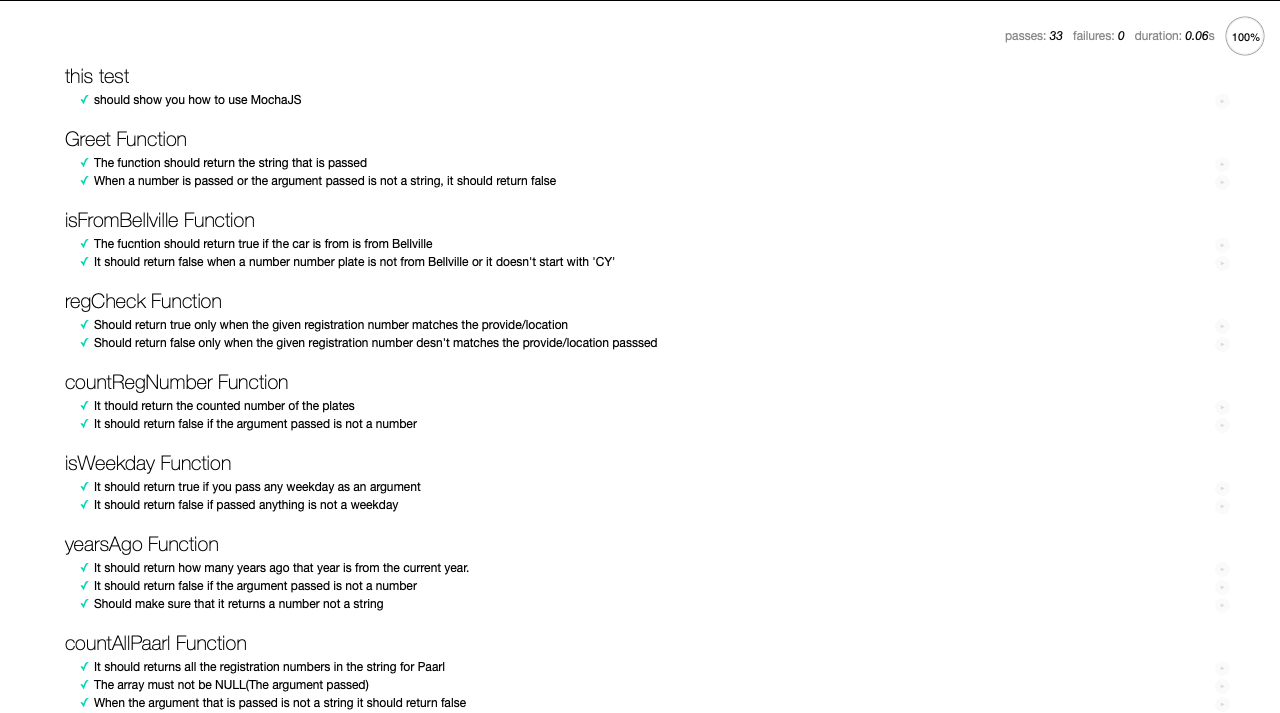 passes: 33 failures: 0 duration: 0.06s 100%
this test
✓ should show you how to use MochaJS
Greet Function
✓ The function should return the string that is passed
✓ When a number is passed or the argument passed is not a string, it should return false
isFromBellville Function
✓ The fucntion should return true if the car is from is from Bellville
✓ It should return false when a number number plate is not from Bellville or it doesn't start with 'CY'
regCheck Function
✓ Should return true only when the given registration number matches the provide/location
✓ Should return false only when the given registration number desn't matches the provide/location passsed
countRegNumber Function
✓ It thould return the counted number of the plates
✓ It should return false if the argument passed is not a number
isWeekday Function
✓ It should return true if you pass any weekday as an argument
✓ It should return false if passed anything is not a weekday
yearsAgo Function
✓ It should return how many years ago that year is from the current year.
✓ It should return false if the argument passed is not a number
✓ Should make sure that it returns a number not a string
countAllPaarl Function
✓ It should returns all the registration numbers in the string for Paarl
✓ The array must not be NULL(The argument passed)
✓ When the argument that is passed is not a string it should return false